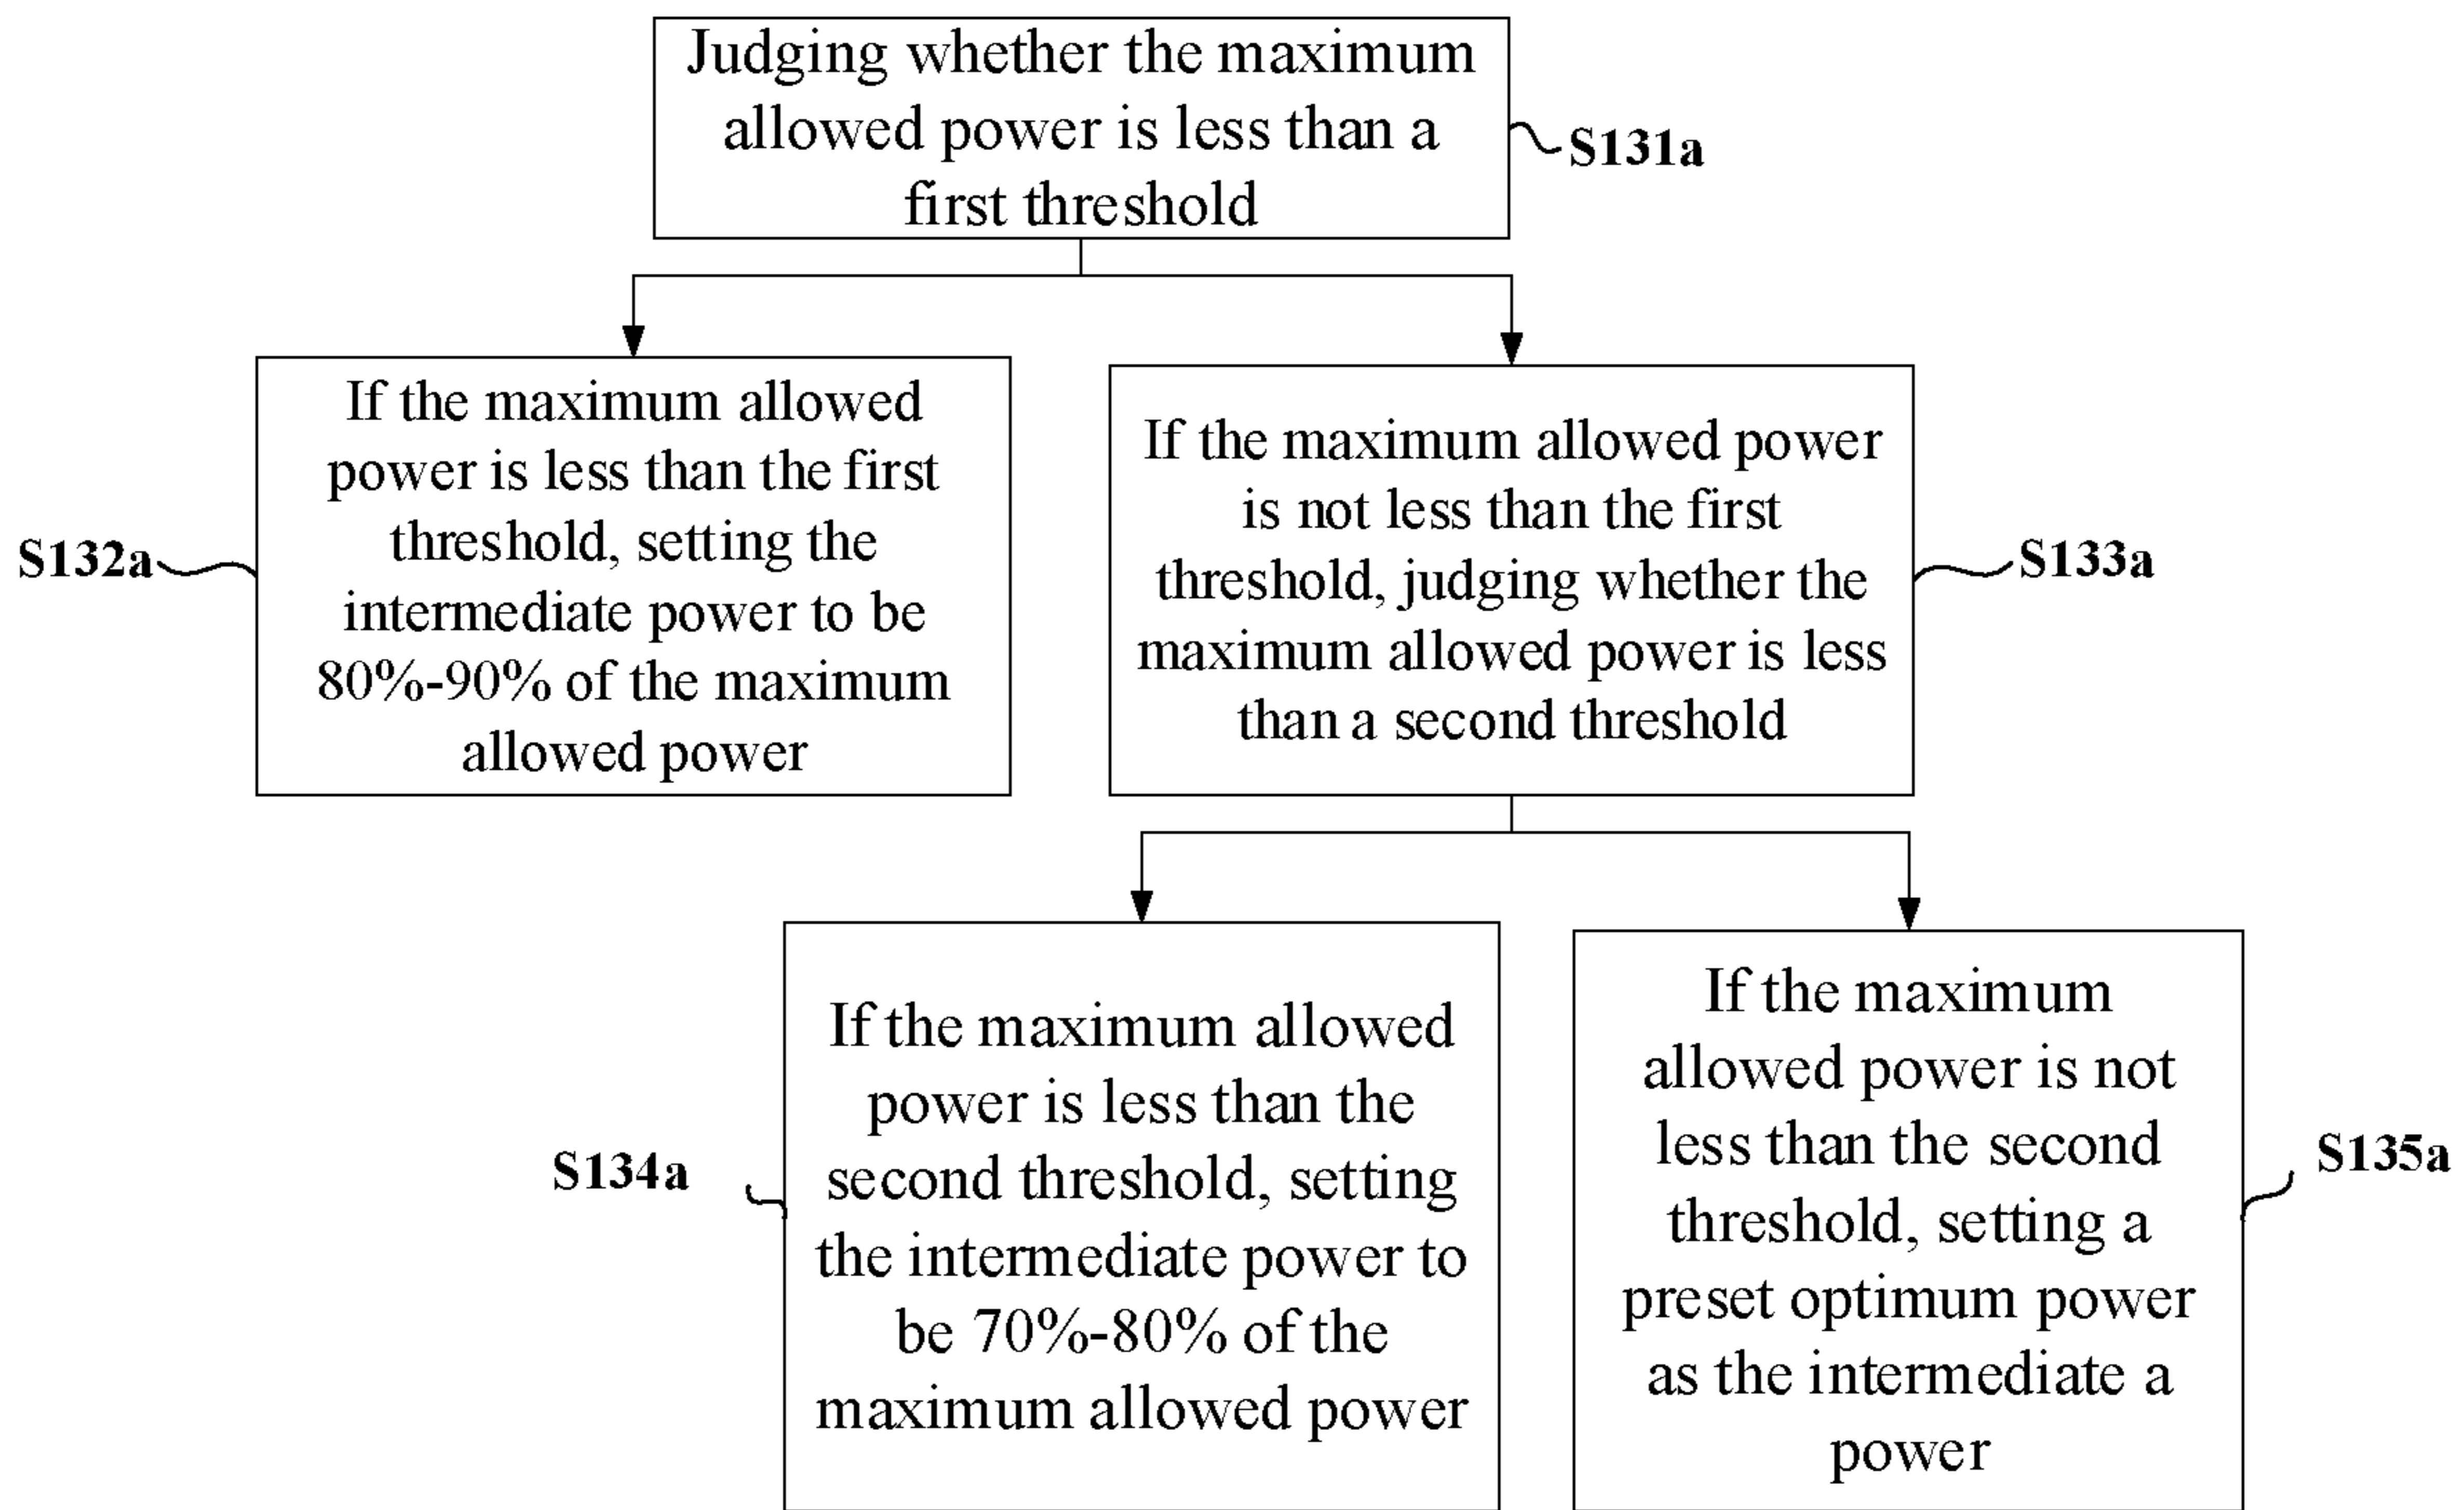 Judging whether the maximum
allowed power is less than a
first threshold
S131a
If the maximum allowed
power is less than the first
threshold, setting the
intermediate power to be
80%-90% of the maximum
allowed power
S132a
If the maximum allowed power
is not less than the first
threshold, judging whether the
maximum allowed power is less
than a second threshold
S133a
If the maximum allowed
power is less than the
second threshold, setting
the intermediate power to
be 70%-80% of the
maximum allowed power
S134a
If the maximum
allowed power is not
less than the second
threshold, setting a
preset optimum power
as the intermediate a
power
S135a